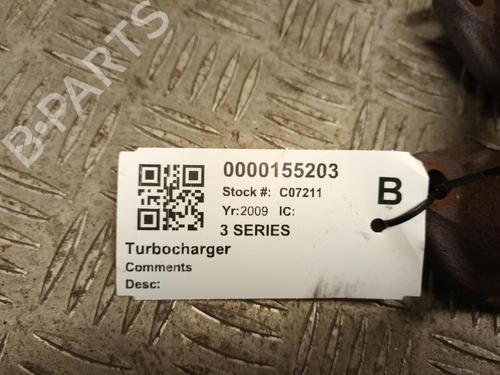 B-PARTS
0000155203
Stock #: C07211
B
Yr:2009 IC:
3 SERIES
Turbocharger
Comments
Desc: